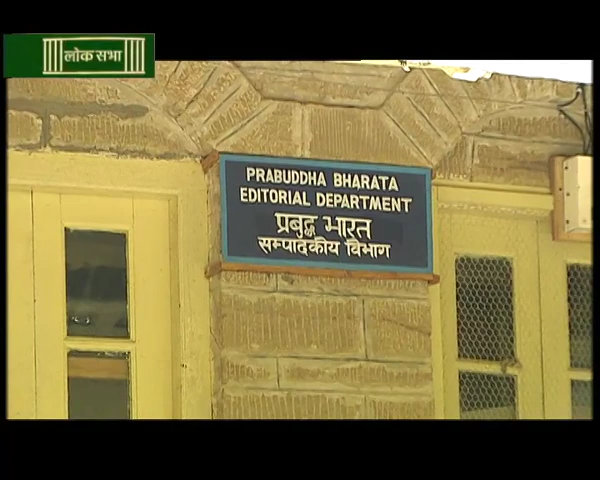 लोक सभा
PRABUDDHA BHARATA
EDITORIAL DEPARTMENT
प्रबुद्ध भारत
सम्पादकीय विभाग